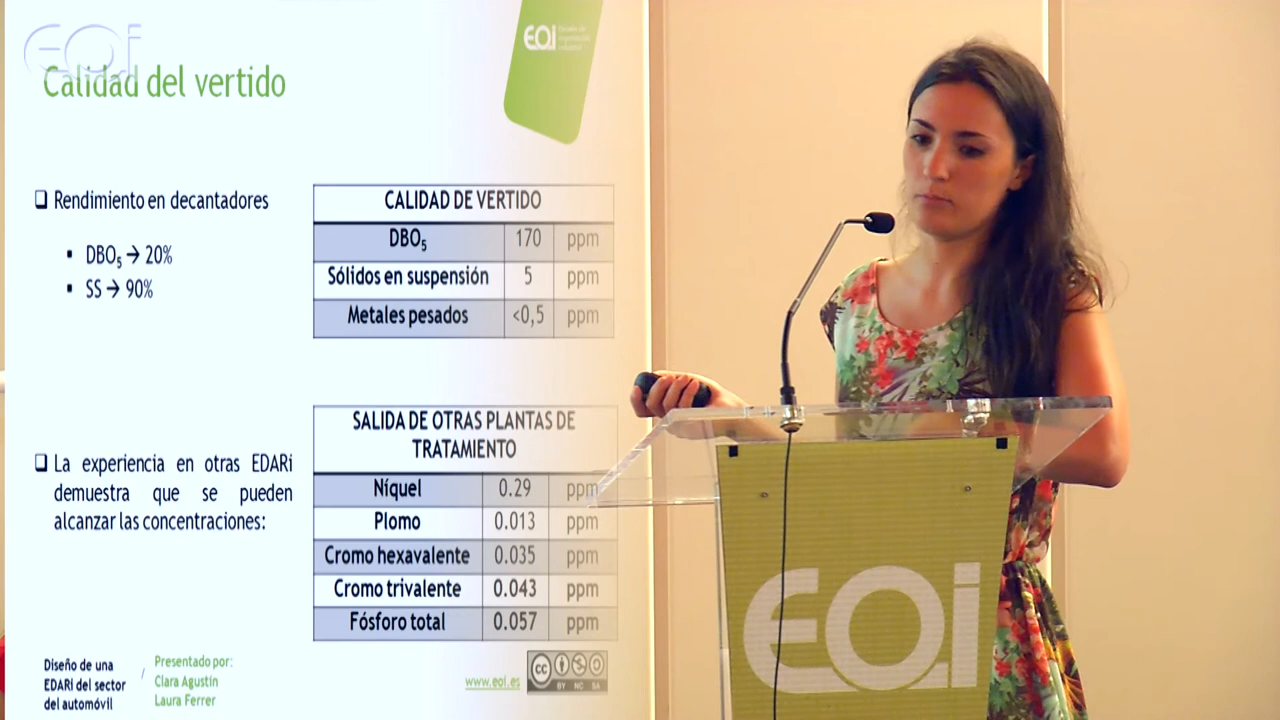 EOi
Calidad del vertido
EOi
❑ Rendimiento en decantadores
▪ DBO₅ → 20%
▪ SS → 90%
CALIDAD DE VERTIDO
DBO₅ 170 ppm
Sólidos en suspensión 5 ppm
Metales pesados <0,5 ppm
❑ La experiencia en otras EDARi
demuestra que se pueden
alcanzar las concentraciones:
SALIDA DE OTRAS PLANTAS DE
TRATAMIENTO
Níquel 0.29 ppm
Plomo 0.013 ppm
Cromo hexavalente 0.035 ppm
Cromo trivalente 0.043 ppm
Fósforo total 0.057 ppm
Diseño de una
EDARi del sector
del automóvil
/
Presentado por:
Clara Agustín
Laura Ferrer
www.eoi.es
cc
BY NC SA
EOi